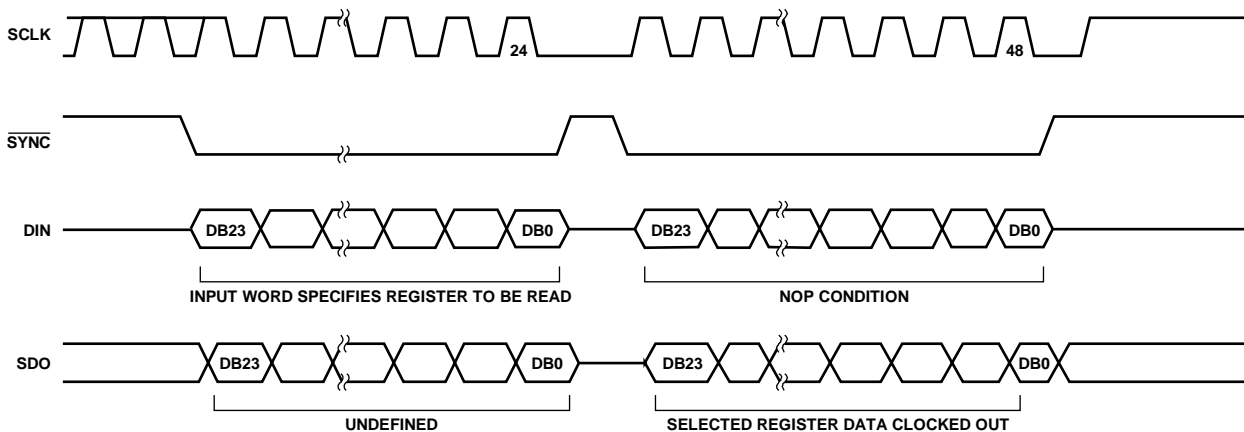 SCLK
24
48
SYNC
DIN
DB23
DB0
DB23
DB0
INPUT WORD SPECIFIES REGISTER TO BE READ
NOP CONDITION
SDO
DB23
DB0
DB23
DB0
UNDEFINED
SELECTED REGISTER DATA CLOCKED OUT